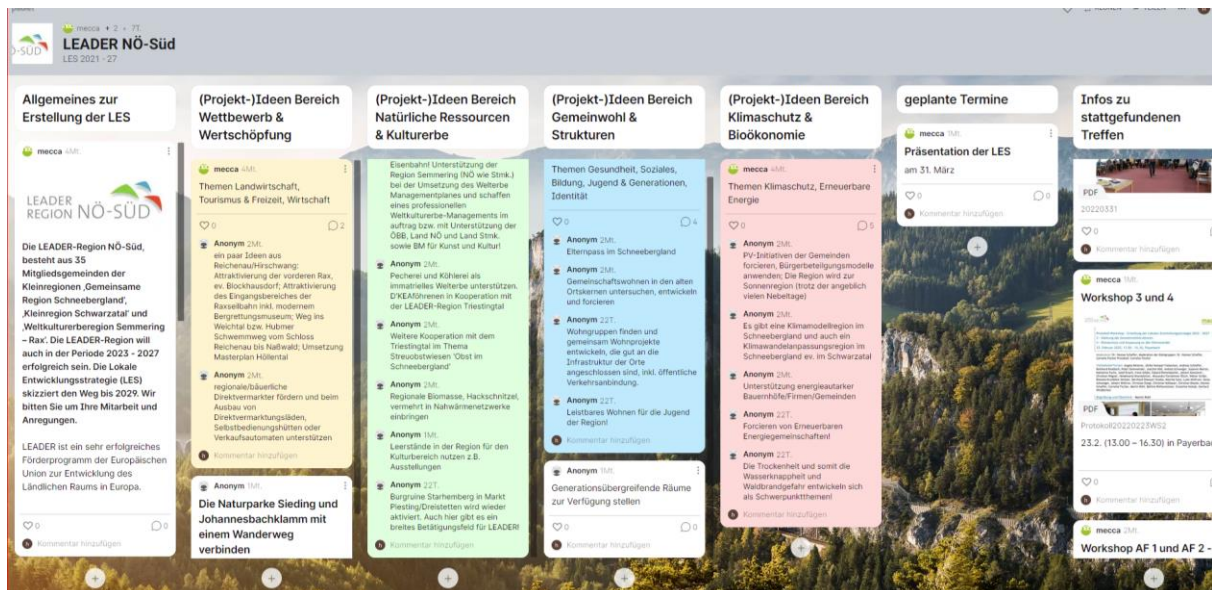 mecca + 2 • 7T.
LEADER NÖ-Süd
LES 2021 - 27
Allgemeines zur
Erstellung der LES
mecca 4Mt.
LEADER
REGION NÖ-SÜD
Die LEADER-Region NÖ-Süd,
besteht aus 35
Mitgliedsgemeinden der
Kleinregionen ‚Gemeinsame
Region Schneebergland',
‚Kleinregion Schwarzatal' und
‚Weltkulturerberegion Semmering
– Rax'. Die LEADER-Region will
auch in der Periode 2023 - 2027
erfolgreich sein. Die Lokale
Entwicklungsstrategie (LES)
skizziert den Weg bis 2029. Wir
bitten Sie um Ihre Mitarbeit und
Anregungen.
LEADER ist ein sehr erfolgreiches
Förderprogramm der Europäischen
Union zur Entwicklung des
Ländlichen Raums in Europa.
0 0
Kommentar hinzufügen
(Projekt-)Ideen Bereich
Wettbewerb &
Wertschöpfung
mecca 4Mt.
Themen Landwirtschaft,
Tourismus & Freizeit, Wirtschaft
0 2
Anonym 2Mt.
ein paar Ideen aus
Reichenau/Hirschwang:
Attraktivierung der vorderen Rax,
ev. Blockhausdorf; Attraktivierung
des Eingangsbereiches der
Raxseilbahn inkl. modernem
Bergrettungsmuseum; Weg ins
Weichtal bzw. Hubmer
Schwemmweg vom Schloss
Reichenau bis Naßwald; Umsetzung
Masterplan Höllental
Anonym 2Mt.
regionale/bäuerliche
Direktvermarkter fördern und beim
Ausbau von
Direktvermarktungsläden,
Selbstbedienungshütten oder
Verkaufsautomaten unterstützen
Kommentar hinzufügen
Anonym 1Mt.
Die Naturparke Sieding und
Johannesbachklamm mit
einem Wanderweg
verbinden
(Projekt-)Ideen Bereich
Natürliche Ressourcen
& Kulturerbe
Eisenbahn! Unterstützung der
Region Semmering (NÖ wie Stmk.)
bei der Umsetzung des Welterbe
Managementplanes und schaffen
eines professionellen
Weltkulturerbe-Managements im
auftrag bzw. mit Unterstützung der
ÖBB, Land NÖ und Land Stmk.
sowie BM für Kunst und Kultur!
Anonym 2Mt.
Pecherei und Köhlerei als
immatrielles Welterbe unterstützen.
D'KEAföhrenen in Kooperation mit
der LEADER-Region Triestingtal
Anonym 2Mt.
Weitere Kooperation mit dem
Triestingtal im Thema
Streuobstwiesen 'Obst im
Schneebergland'
Anonym 2Mt.
Regionale Biomasse, Hackschnitzel,
vermehrt in Nahwärmenetzwerke
einbringen
Anonym 1Mt.
Leerstände in der Region für den
Kulturbereich nutzen z.B.
Ausstellungen
Anonym 22T.
Burgruine Starhemberg in Markt
Piesting/Dreistetten wird wieder
aktiviert. Auch hier gibt es ein
breites Betätigungsfeld für LEADER!
Kommentar hinzufügen
(Projekt-)Ideen Bereich
Gemeinwohl &
Strukturen
Themen Gesundheit, Soziales,
Bildung, Jugend & Generationen,
Identität
0 4
Anonym 2Mt.
Elternpass im Schneebergland
Anonym 2Mt.
Gemeinschaftswohnen in den alten
Ortskernen untersuchen, entwickeln
und forcieren
Anonym 22T.
Wohngruppen finden und
gemeinsam Wohnprojekte
entwickeln, die gut an die
Infrastruktur der Orte
angeschlossen sind, inkl. öffentliche
Verkehrsanbindung.
Anonym 22T.
Leistbares Wohnen für die Jugend
der Region!
Kommentar hinzufügen
Anonym 1Mt.
Generationsübergreifende Räume
zur Verfügung stellen
0 0
Kommentar hinzufügen
(Projekt-)Ideen Bereich
Klimaschutz &
Bioökonomie
mecca 4Mt.
Themen Klimaschutz, Erneuerbare
Energie
0 5
Anonym 2Mt.
PV-Initiativen der Gemeinden
forcieren, Bürgerbeteilgungsmodelle
anwenden; Die Region wird zur
Sonnenregion (trotz der angeblich
vielen Nebeltage)
Anonym 2Mt.
Es gibt eine Klimamodellregion im
Schneebergland und auch ein
Klimawandelanpassungsregion im
Schneebergland ev. im Schwarzatal
Anonym 2Mt.
Unterstützung energieautarker
Bauernhöfe/Firmen/Gemeinden
Anonym 22T.
Forcieren von Erneuerbaren
Energiegemeinschaften!
Anonym 22T.
Die Trockenheit und somit die
Wasserknappheit und
Waldbrandgefahr entwickeln sich
als Schwerpunktthemen!
Kommentar hinzufügen
geplante Termine
mecca 1Mt.
Präsentation der LES
am 31. März
0 0
Kommentar hinzufügen
Infos zu
stattgefundenen
Treffen
PDF
20220331
0
Kommentar hinzufügen
mecca 1Mt.
Workshop 3 und 4
PDF
Protokoll20220223WS2
23.2. (13.00 – 16.30) in Payerba
0
Kommentar hinzufügen
mecca 2Mt.
Workshop AF 1 und AF 2 -